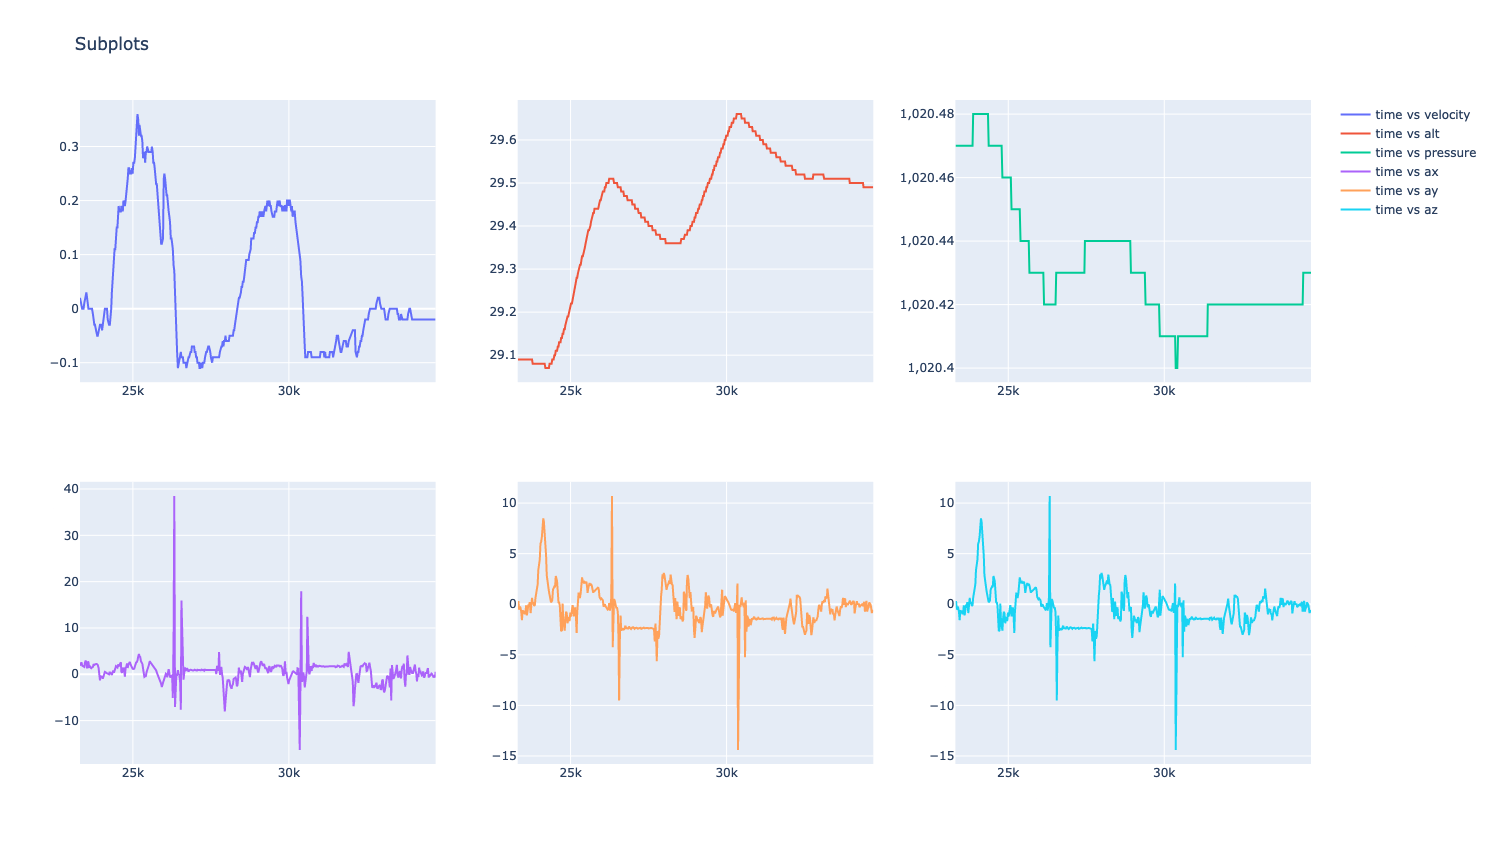 Subplots
0.3
0.2
0.1
0
−0.1
25k
30k
29.6
29.5
29.4
29.3
29.2
29.1
25k
30k
1,020.48
1,020.46
1,020.44
1,020.42
1,020.4
25k
30k
time vs velocity
time vs alt
time vs pressure
time vs ax
time vs ay
time vs az
40
30
20
10
0
−10
25k
30k
10
5
0
−5
−10
−15
25k
30k
10
5
0
−5
−10
−15
25k
30k